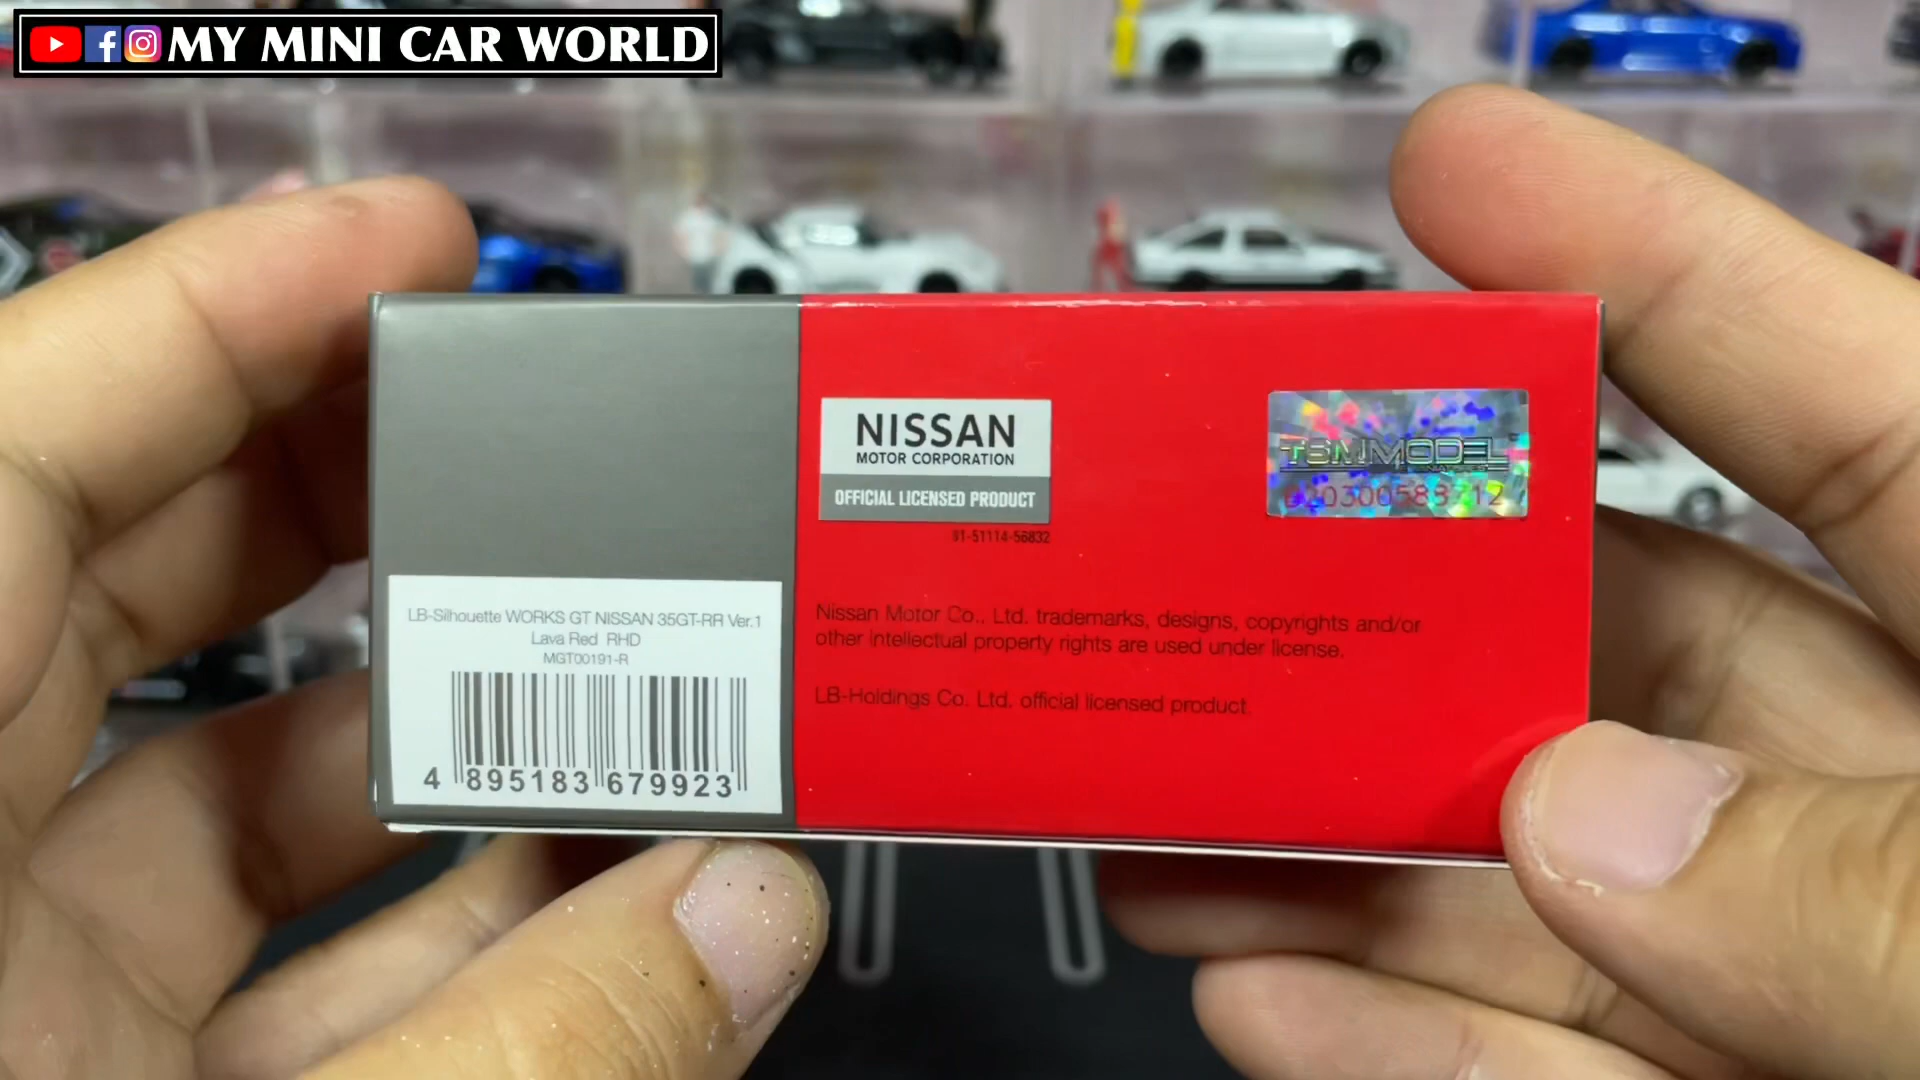 MY MINI CAR WORLD
NISSAN
MOTOR CORPORATION
OFFICIAL LICENSED PRODUCT
91-51114-56832
TSM MODEL
LB-Silhouette WORKS GT NISSAN 35GT-RR Ver.1
Lava Red RHD
MGT00191-R
4 895183 679923
Nissan Motor Co., Ltd. trademarks, designs, copyrights and/or
other intellectual property rights are used under license.
LB-Holdings Co. Ltd. official licensed product.